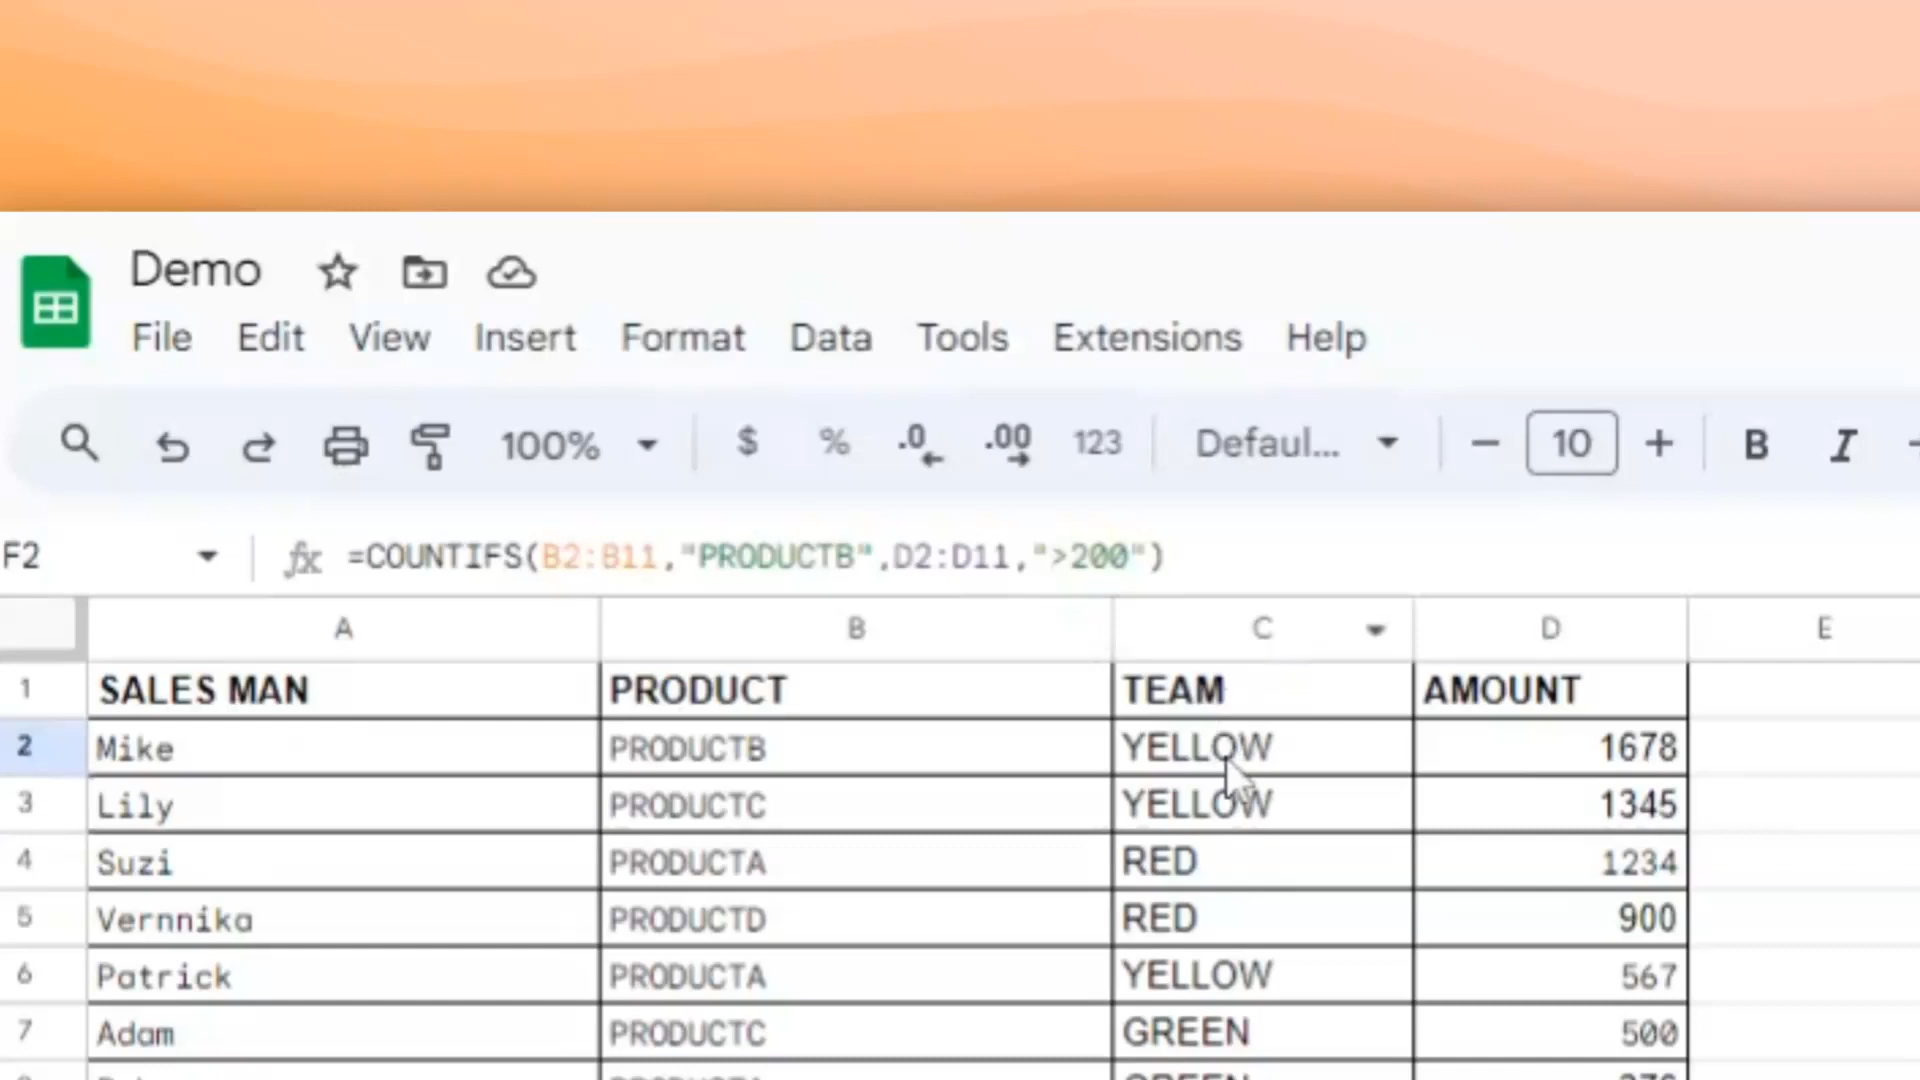 Demo
File Edit View Insert Format Data Tools Extensions Help
100% $ % .0 .00 123 Defaul... - 10 + B I
F2 fx =COUNTIFS(B2:B11,"PRODUCTB",D2:D11,">200")
A B C D E
1 SALES MAN PRODUCT TEAM AMOUNT
2 Mike PRODUCTB YELLOW 1678
3 Lily PRODUCTC YELLOW 1345
4 Suzi PRODUCTA RED 1234
5 Vernnika PRODUCTD RED 900
6 Patrick PRODUCTA YELLOW 567
7 Adam PRODUCTC GREEN 500